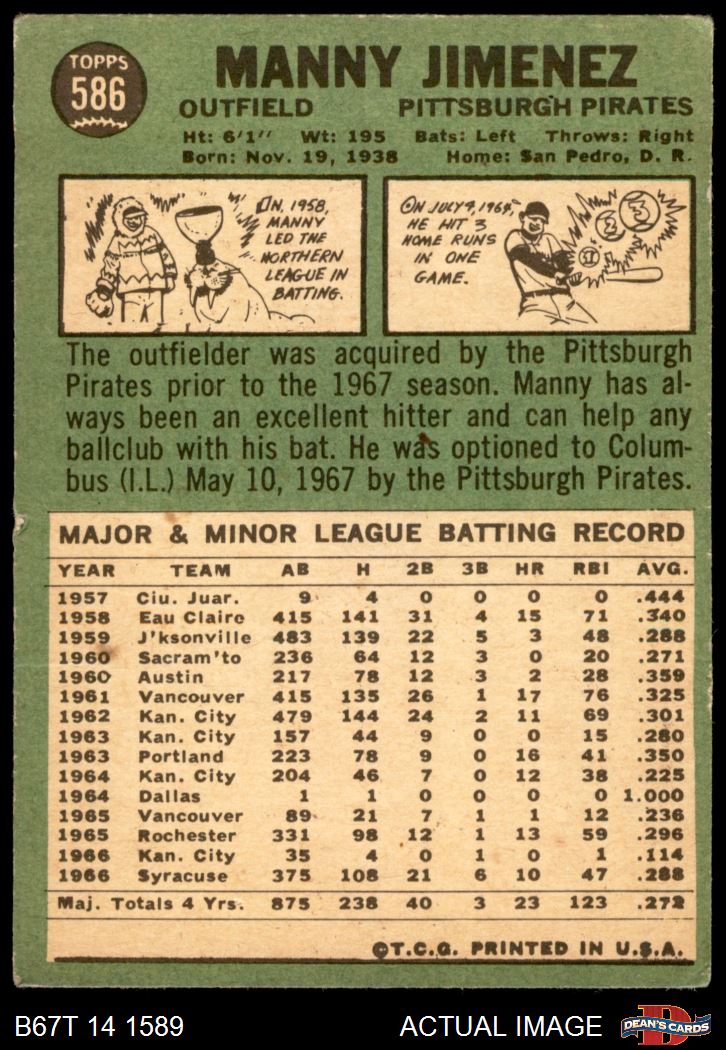 TOPPS
586
MANNY JIMENEZ
OUTFIELD PITTSBURGH PIRATES
Ht: 6'1" Wt: 195 Bats: Left Throws: Right
Born: Nov. 19, 1938 Home: San Pedro, D. R.
IN 1958,
MANNY
LED THE
NORTHERN
LEAGUE IN
BATTING.
ON JULY 4, 1964,
HE HIT 3
HOME RUNS
IN ONE
GAME.
1
2
3
The outfielder was acquired by the Pittsburgh
Pirates prior to the 1967 season. Manny has al-
ways been an excellent hitter and can help any
ballclub with his bat. He was optioned to Colum-
bus (I.L.) May 10, 1967 by the Pittsburgh Pirates.
MAJOR & MINOR LEAGUE BATTING RECORD
YEAR TEAM AB H 2B 3B HR RBI AVG.
1957 Ciu. Juar. 9 4 0 0 0 0 .444
1958 Eau Claire 415 141 31 4 15 71 .340
1959 J'ksonville 483 139 22 5 3 48 .288
1960 Sacram'to 236 64 12 3 0 20 .271
1960 Austin 217 78 12 3 2 28 .359
1961 Vancouver 415 135 26 1 17 76 .325
1962 Kan. City 479 144 24 2 11 69 .301
1963 Kan. City 157 44 9 0 0 15 .280
1963 Portland 223 78 9 0 16 41 .350
1964 Kan. City 204 46 7 0 12 38 .225
1964 Dallas 1 1 0 0 0 0 1.000
1965 Vancouver 89 21 7 1 1 12 .236
1965 Rochester 331 98 12 1 13 59 .296
1966 Kan. City 35 4 0 1 0 1 .114
1966 Syracuse 375 108 21 6 10 47 .288
Maj. Totals 4 Yrs. 875 238 40 3 23 123 .272
©T.C.G. PRINTED IN U.S.A.
B67T 14 1589 ACTUAL IMAGE D DEAN'S CARDS